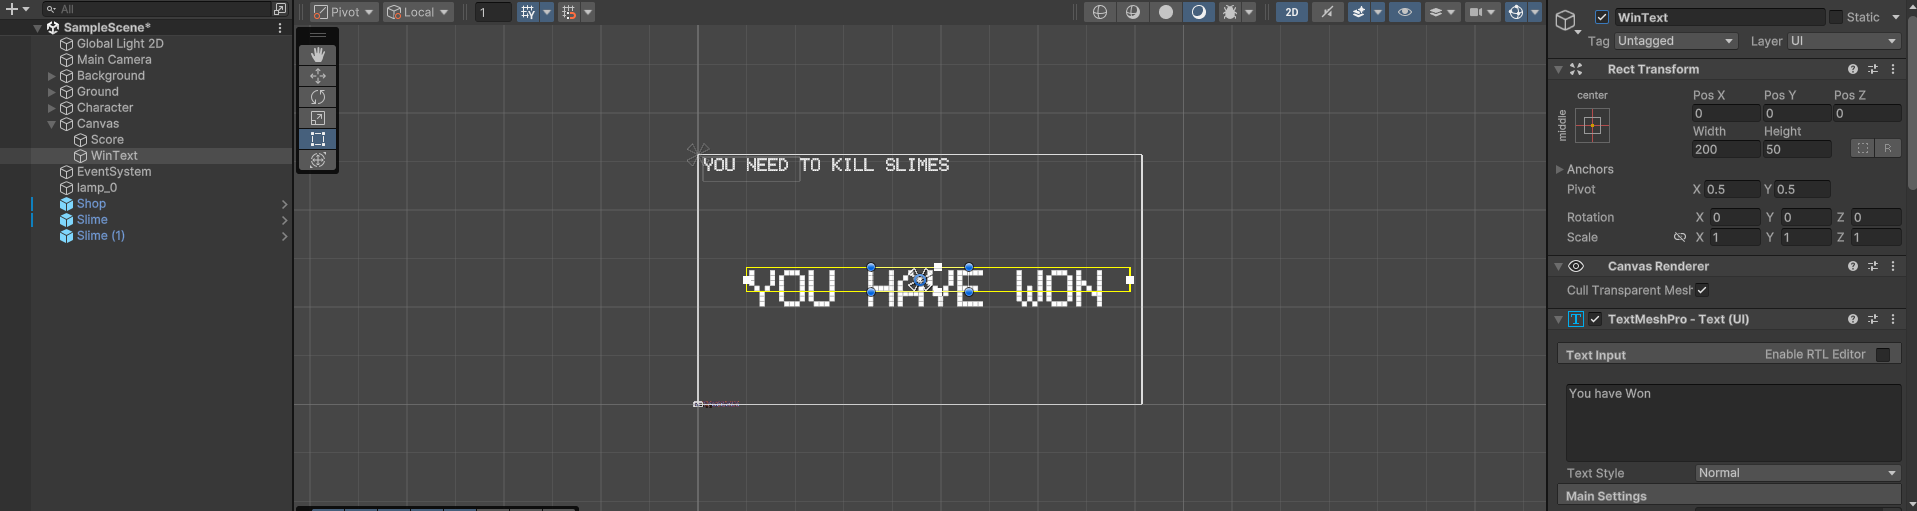 All
Pivot
Local
1
2D
SampleScene*
Global Light 2D
Main Camera
Background
Ground
Character
Canvas
Score
WinText
EventSystem
lamp_0
Shop
Slime
Slime (1)
YOU NEED TO KILL SLIMES
YOU HAVE WON
WinText
Static
Tag Untagged
Layer UI
Rect Transform
center
middle
Pos X Pos Y Pos Z
0 0 0
Width Height
200 50
R
Anchors
Pivot X 0.5 Y 0.5
Rotation X 0 Y 0 Z 0
Scale X 1 Y 1 Z 1
Canvas Renderer
Cull Transparent Mesh
TextMeshPro - Text (UI)
Text Input Enable RTL Editor
You have Won
Text Style Normal
Main Settings